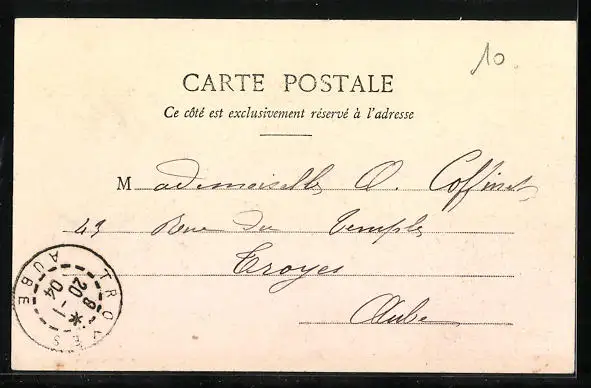 10
CARTE POSTALE
Ce côté est exclusivement réservé à l'adresse
Mademoiselle O. Coffinet
43 Rue du Temple
Troyes
Aube
TROYES AUBE
8
20 - 1
04